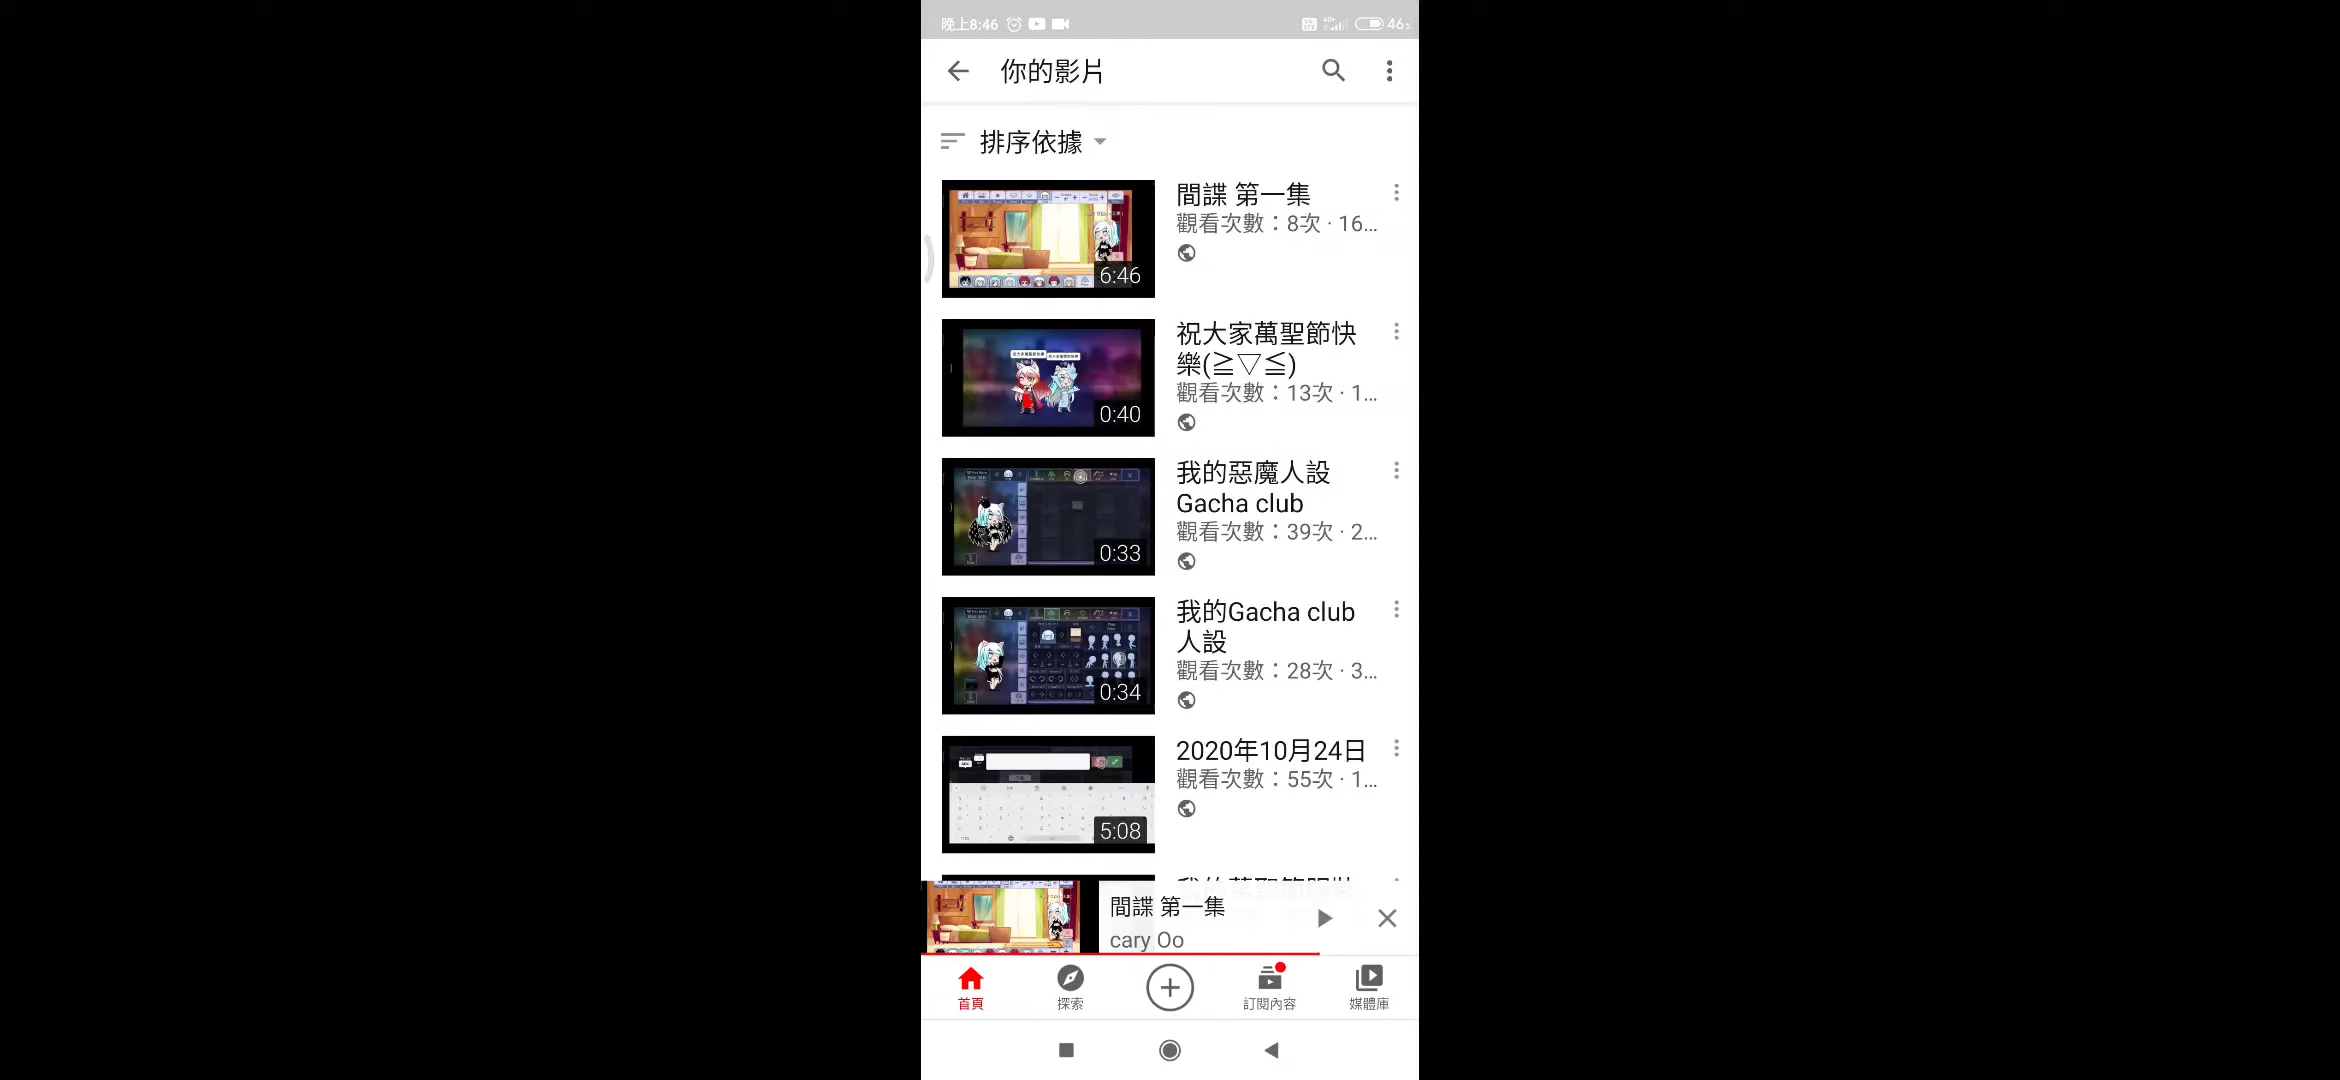 晚上8:46
46
你的影片
排序依據
間諜 第一集
觀看次數：8次 · 16...
6:46
祝大家萬聖節快
樂(≧▽≦)
觀看次數：13次 · 1...
0:40
我的惡魔人設
Gacha club
觀看次數：39次 · 2...
0:33
我的Gacha club
人設
觀看次數：28次 · 3...
0:34
2020年10月24日
觀看次數：55次 · 1...
5:08
間諜 第一集
cary Oo
首頁
探索
訂閱內容
媒體庫